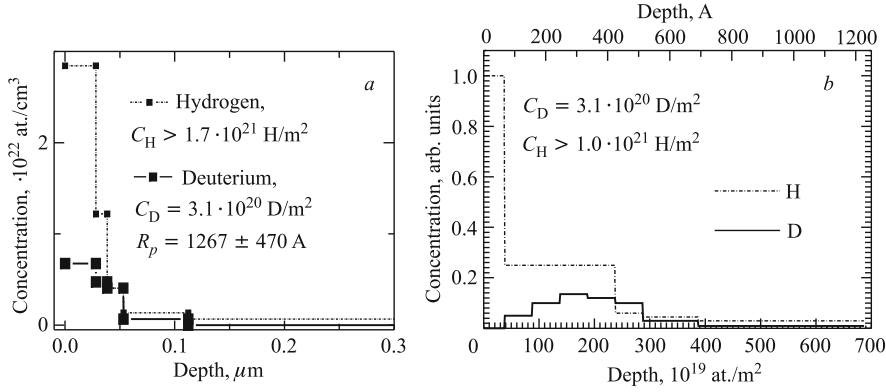 a
Hydrogen,
C_H > 1.7 ·10^21 H/m^2
Deuterium,
C_D = 3.1 ·10^20 D/m^2
R_p = 1267 ± 470 A
Concentration, ·10^22 at./cm^3
2
0
0.0 0.1 0.2 0.3
Depth, μm
Depth, A
0 200 400 600 800 1000 1200
b
C_D = 3.1 ·10^20 D/m^2
C_H > 1.0 ·10^21 H/m^2
H
D
Concentration, arb. units
1.0
0.8
0.6
0.4
0.2
0
0 100 200 300 400 500 600 700
Depth, 10^19 at./m^2